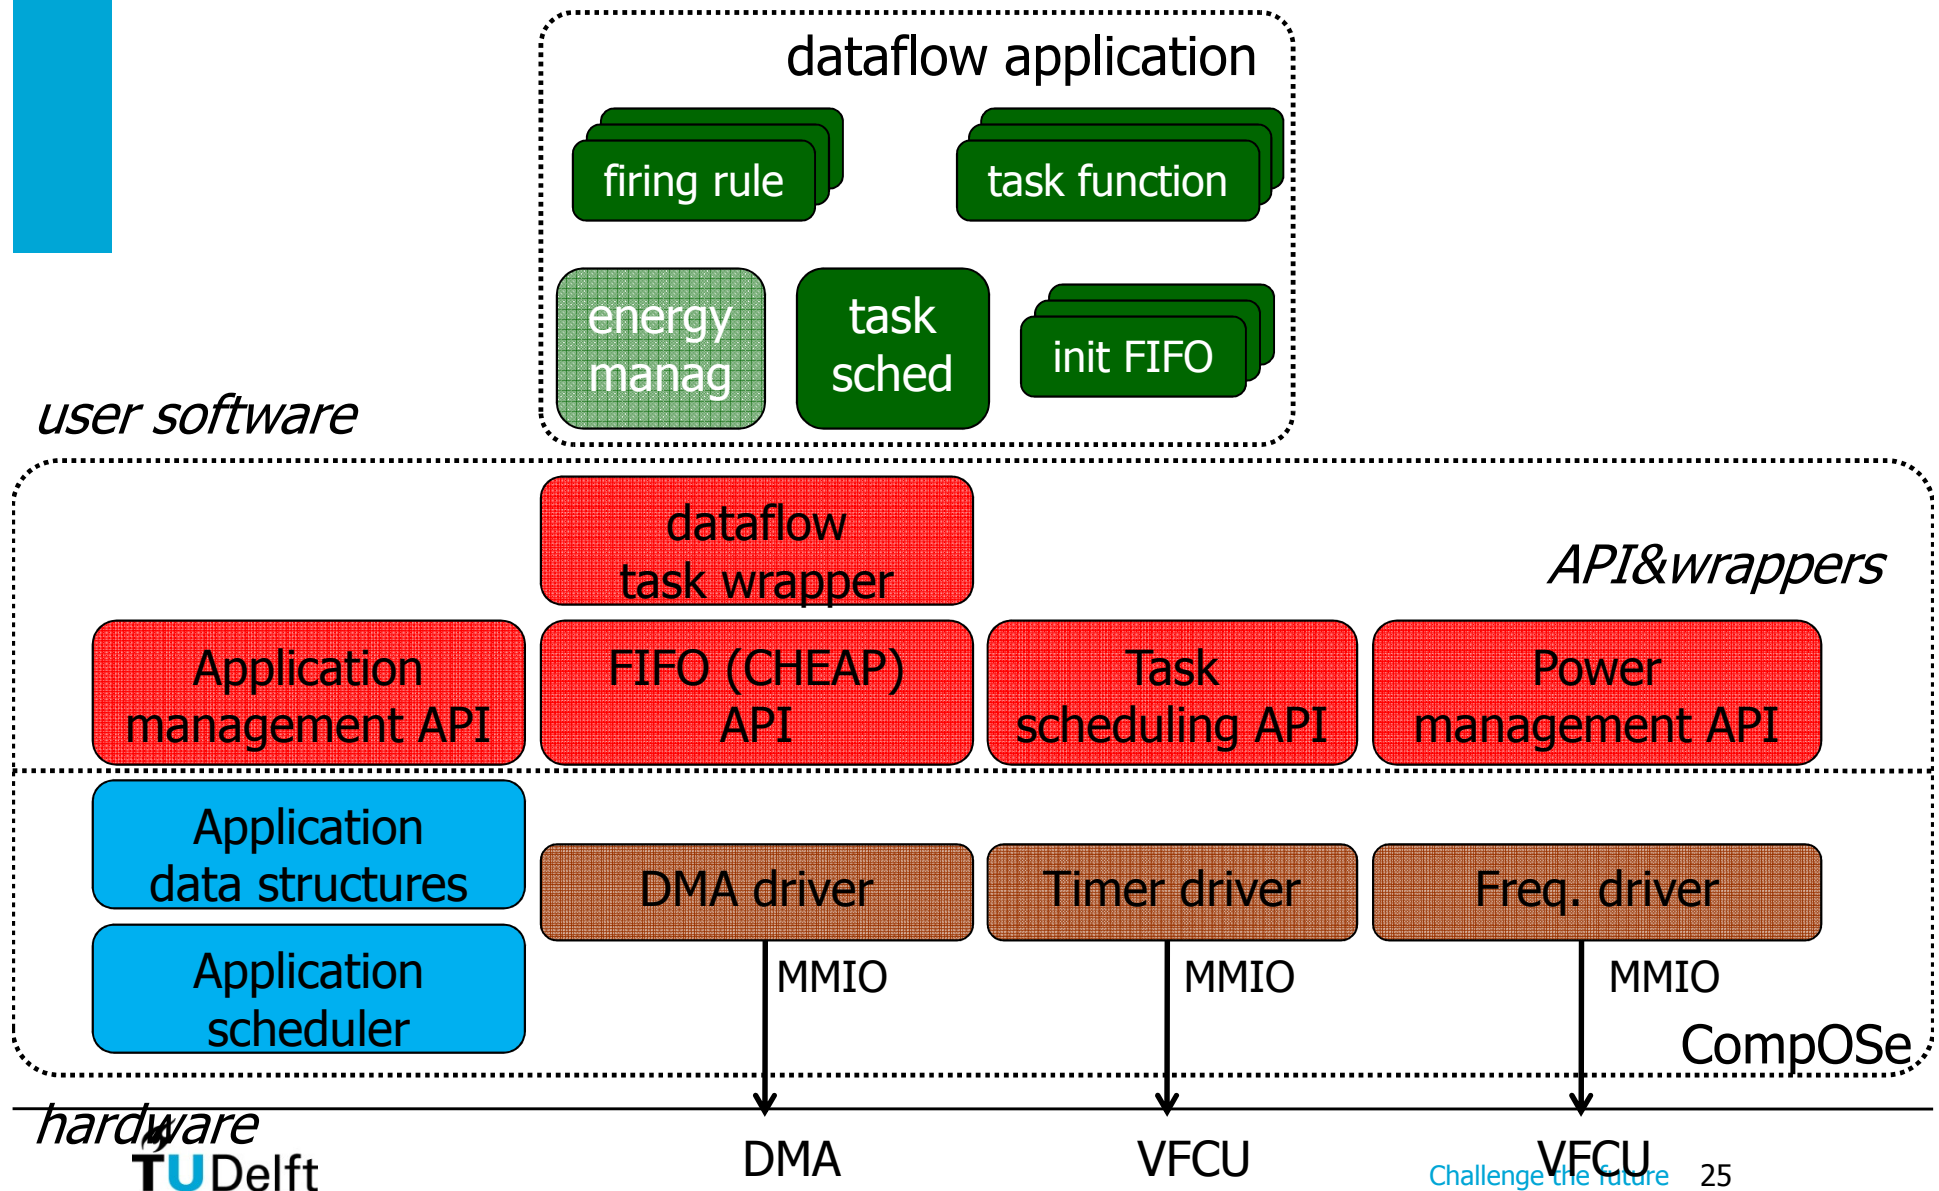 dataflow application
firing rule
task function
energy
manag
task
sched
init FIFO
user software
dataflow
task wrapper
API&wrappers
Application
management API
FIFO (CHEAP)
API
Task
scheduling API
Power
management API
Application
data structures
DMA driver
Timer driver
Freq. driver
Application
scheduler
MMIO
MMIO
MMIO
CompOSe
hardware
TUDelft
DMA
VFCU
VFCU
Challenge the future 25